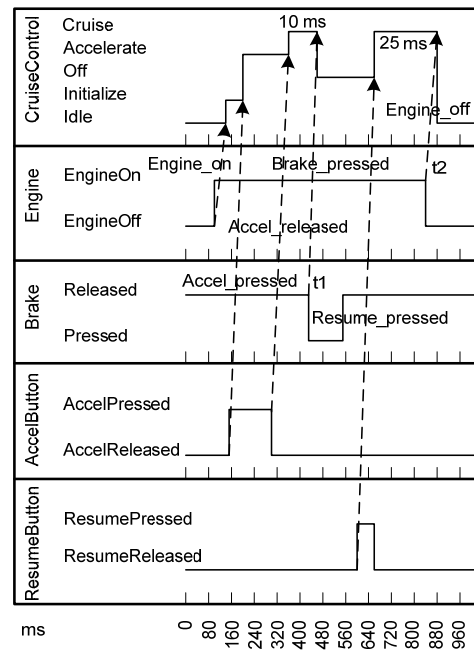 CruiseControl
Cruise
Accelerate
Off
Initialize
Idle
10 ms
25 ms
Engine_off
Engine
EngineOn
EngineOff
Engine_on
Brake_pressed
t2
Accel_released
Brake
Released
Pressed
Accel_pressed
t1
Resume_pressed
AccelButton
AccelPressed
AccelReleased
ResumeButton
ResumePressed
ResumeReleased
ms
0
80
160
240
320
400
480
560
640
720
800
880
960